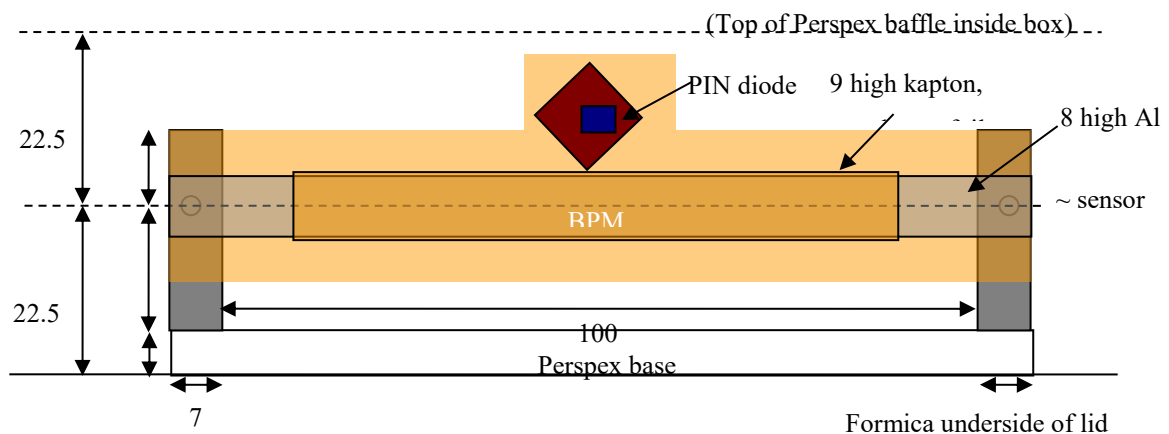 (Top of Perspex baffle inside box)
PIN diode
9 high kapton,
8 high Al
22.5
~ sensor
BPM
22.5
100
Perspex base
7
Formica underside of lid